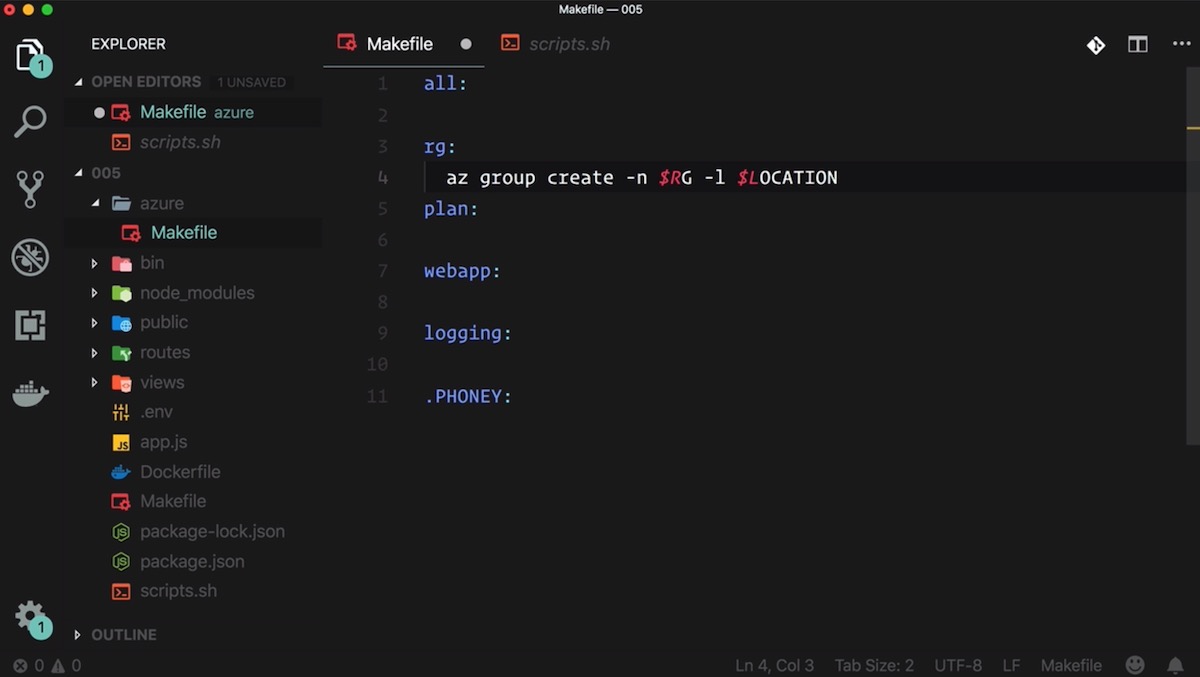 Makefile — 005
EXPLORER
OPEN EDITORS 1 UNSAVED
Makefile azure
scripts.sh
005
azure
Makefile
bin
node_modules
public
routes
views
.env
app.js
Dockerfile
Makefile
package-lock.json
package.json
scripts.sh
OUTLINE
1
1
Makefile
scripts.sh
1 all:
2
3 rg:
4 az group create -n $RG -l $LOCATION
5 plan:
6
7 webapp:
8
9 logging:
10
11 .PHONEY:
0 0
Ln 4, Col 3 Tab Size: 2 UTF-8 LF Makefile